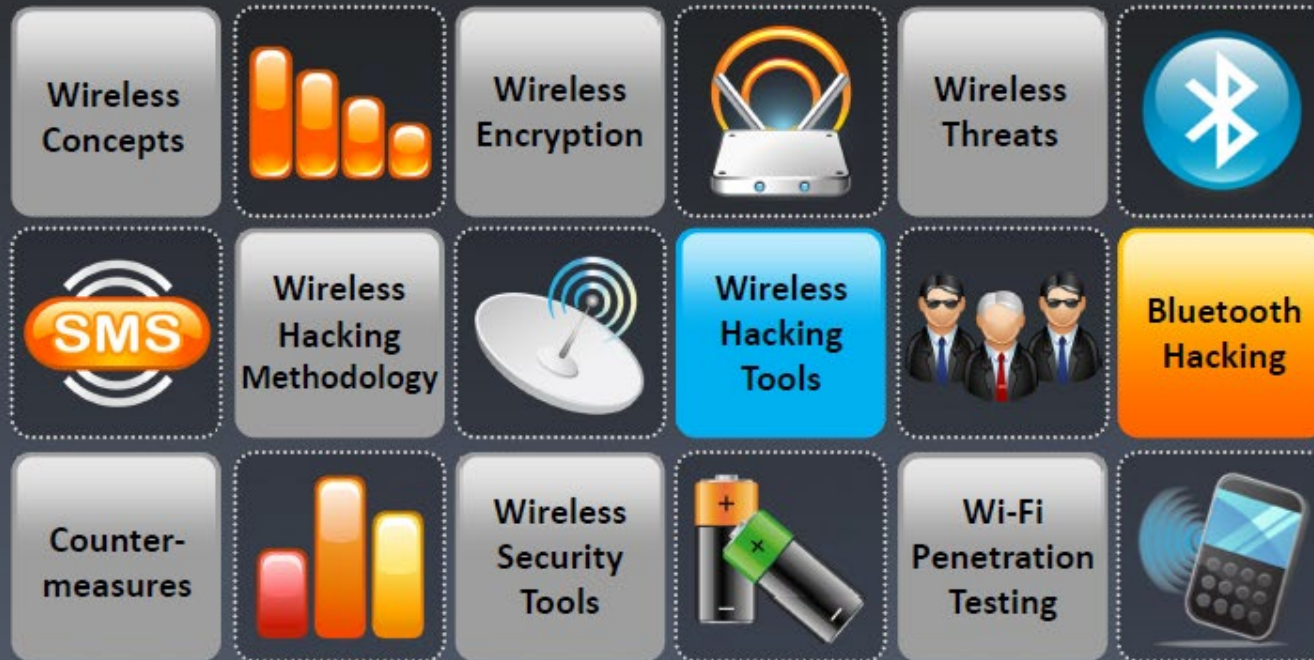 Wireless
Concepts
Wireless
Encryption
Wireless
Threats
SMS
Wireless
Hacking
Methodology
Wireless
Hacking
Tools
Bluetooth
Hacking
Counter-
measures
Wireless
Security
Tools
Wi-Fi
Penetration
Testing